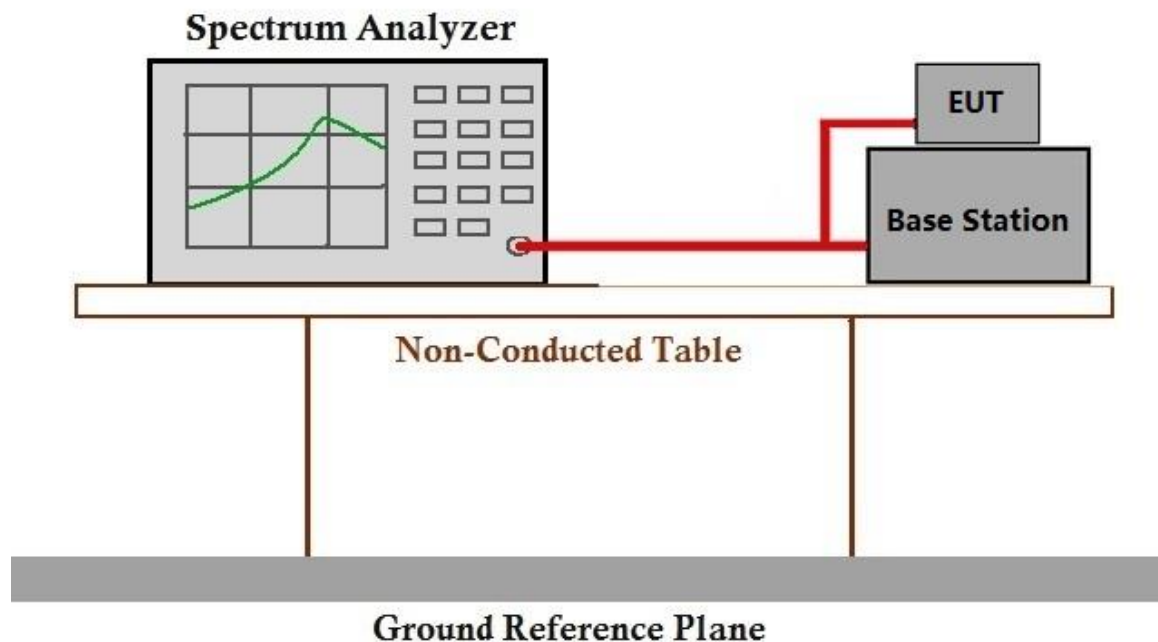 Spectrum Analyzer
EUT
Base Station
Non-Conducted Table
Ground Reference Plane